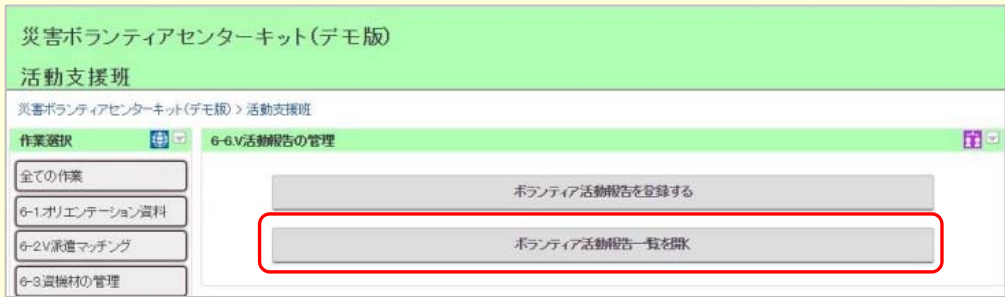 災害ボランティアセンターキット(デモ版)
活動支援班
災害ボランティアセンターキット(デモ版) > 活動支援班
作業選択
6-6.V活動報告の管理
全ての作業
ボランティア活動報告を登録する
6-1.オリエンテーション資料
6-2.V派遣マッチング
ボランティア活動報告一覧を開く
6-3.資機材の管理